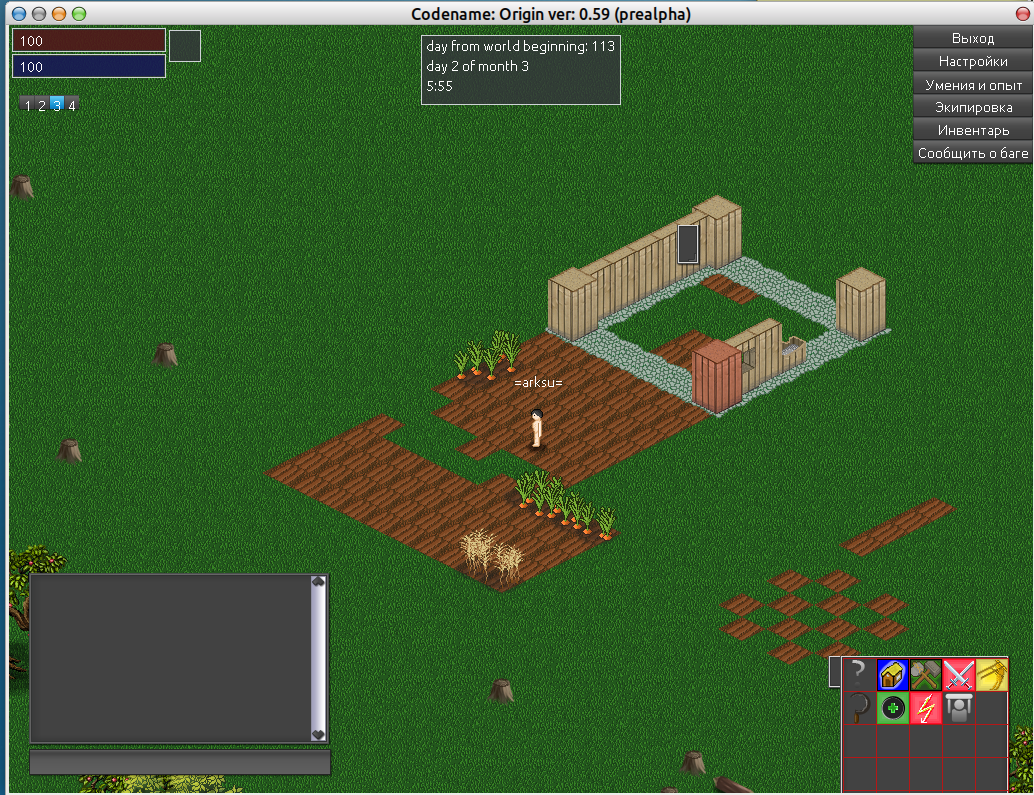 Codename: Origin ver: 0.59 (prealpha)
100
100
1 2 3 4
day from world beginning: 113
day 2 of month 3
5:55
Выход
Настройки
Умения и опыт
Экипировка
Инвентарь
Сообщить о баге
=arksu=
?